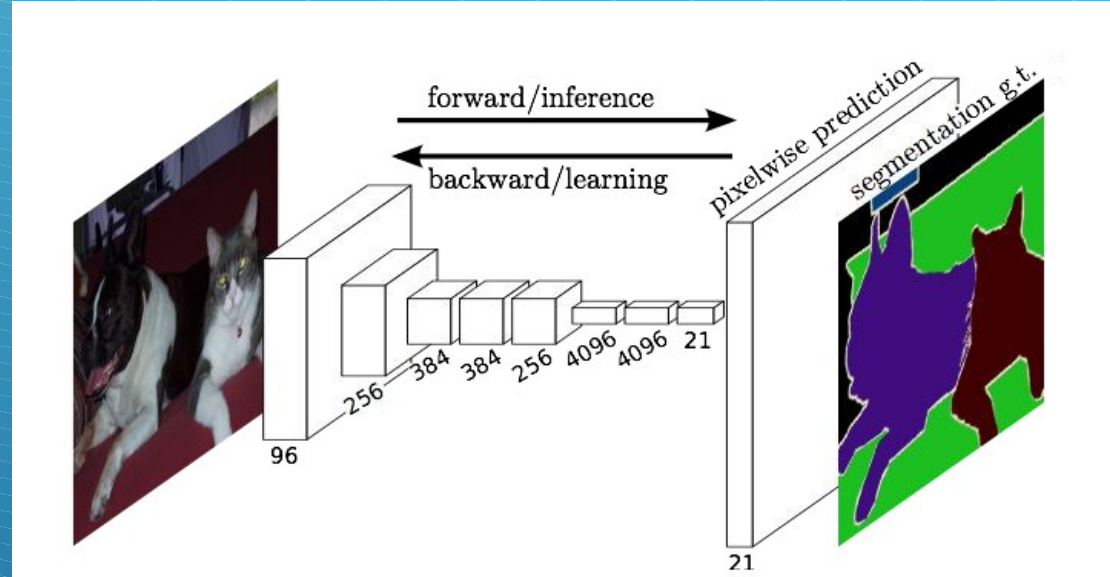 forward/inference
backward/learning
pixelwise prediction
segmentation g.t.
96
256
384
384
256
4096
4096
21
21